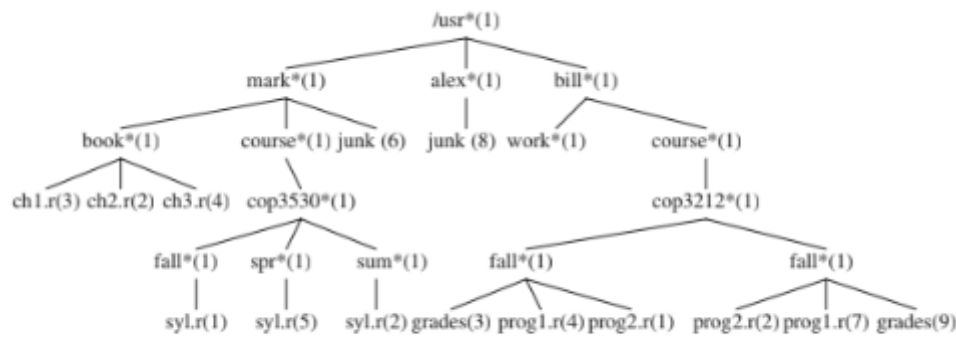 /usr*(1)
mark*(1) alex*(1) bill*(1)
book*(1) course*(1) junk (6) junk (8) work*(1) course*(1)
ch1.r(3) ch2.r(2) ch3.r(4) cop3530*(1) cop3212*(1)
fall*(1) spr*(1) sum*(1) fall*(1) fall*(1)
syl.r(1) syl.r(5) syl.r(2) grades(3) prog1.r(4) prog2.r(1) prog2.r(2) prog1.r(7) grades(9)